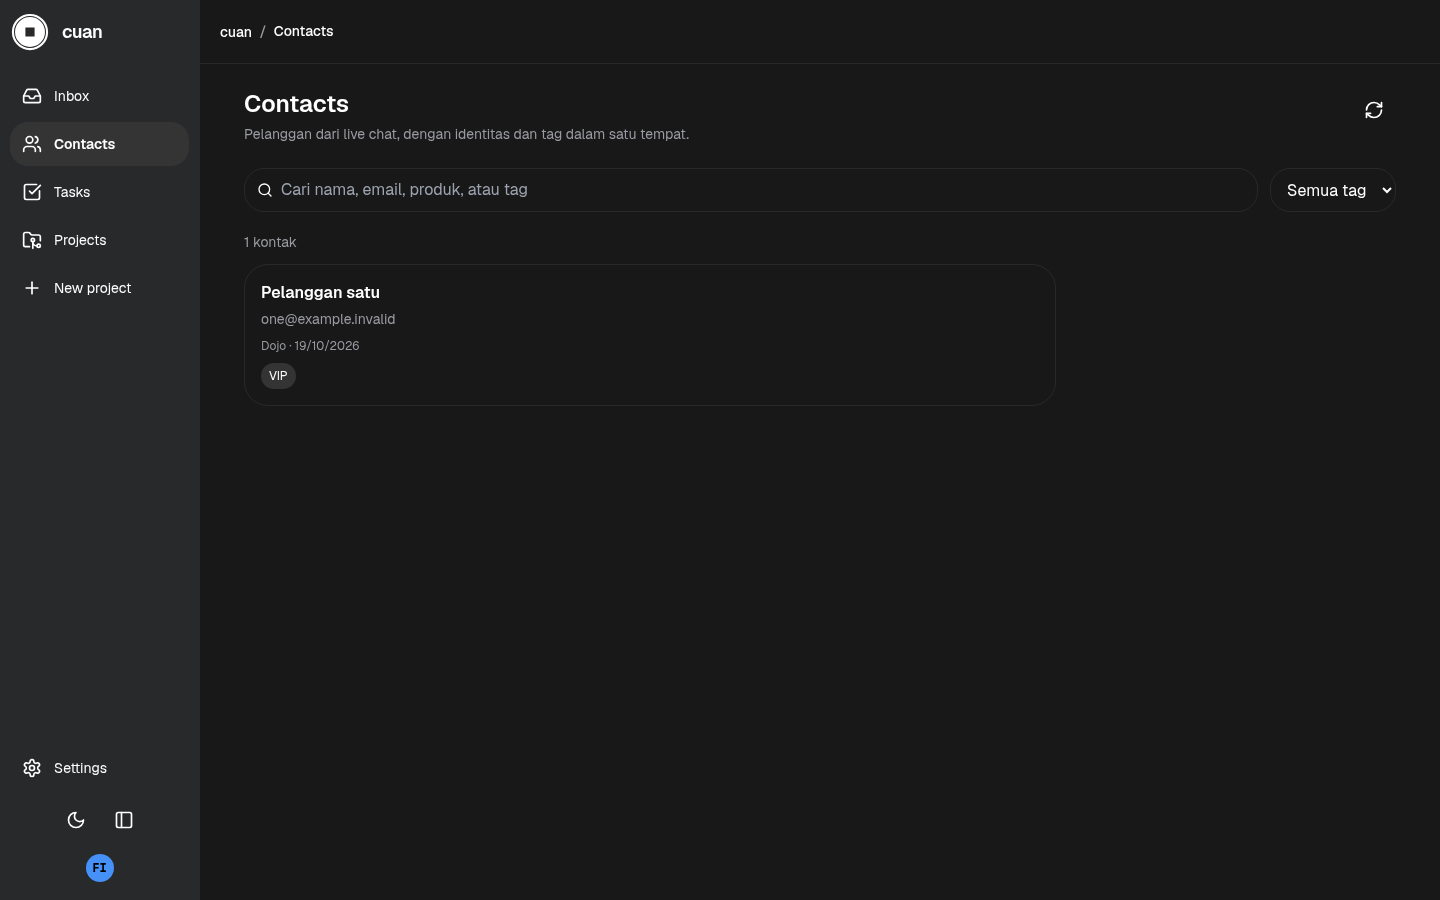 cuan
Inbox
Contacts
Tasks
Projects
New project
Settings
FI
cuan / Contacts
Contacts
Pelanggan dari live chat, dengan identitas dan tag dalam satu tempat.
Cari nama, email, produk, atau tag
Semua tag
1 kontak
Pelanggan satu
one@example.invalid
Dojo · 19/10/2026
VIP